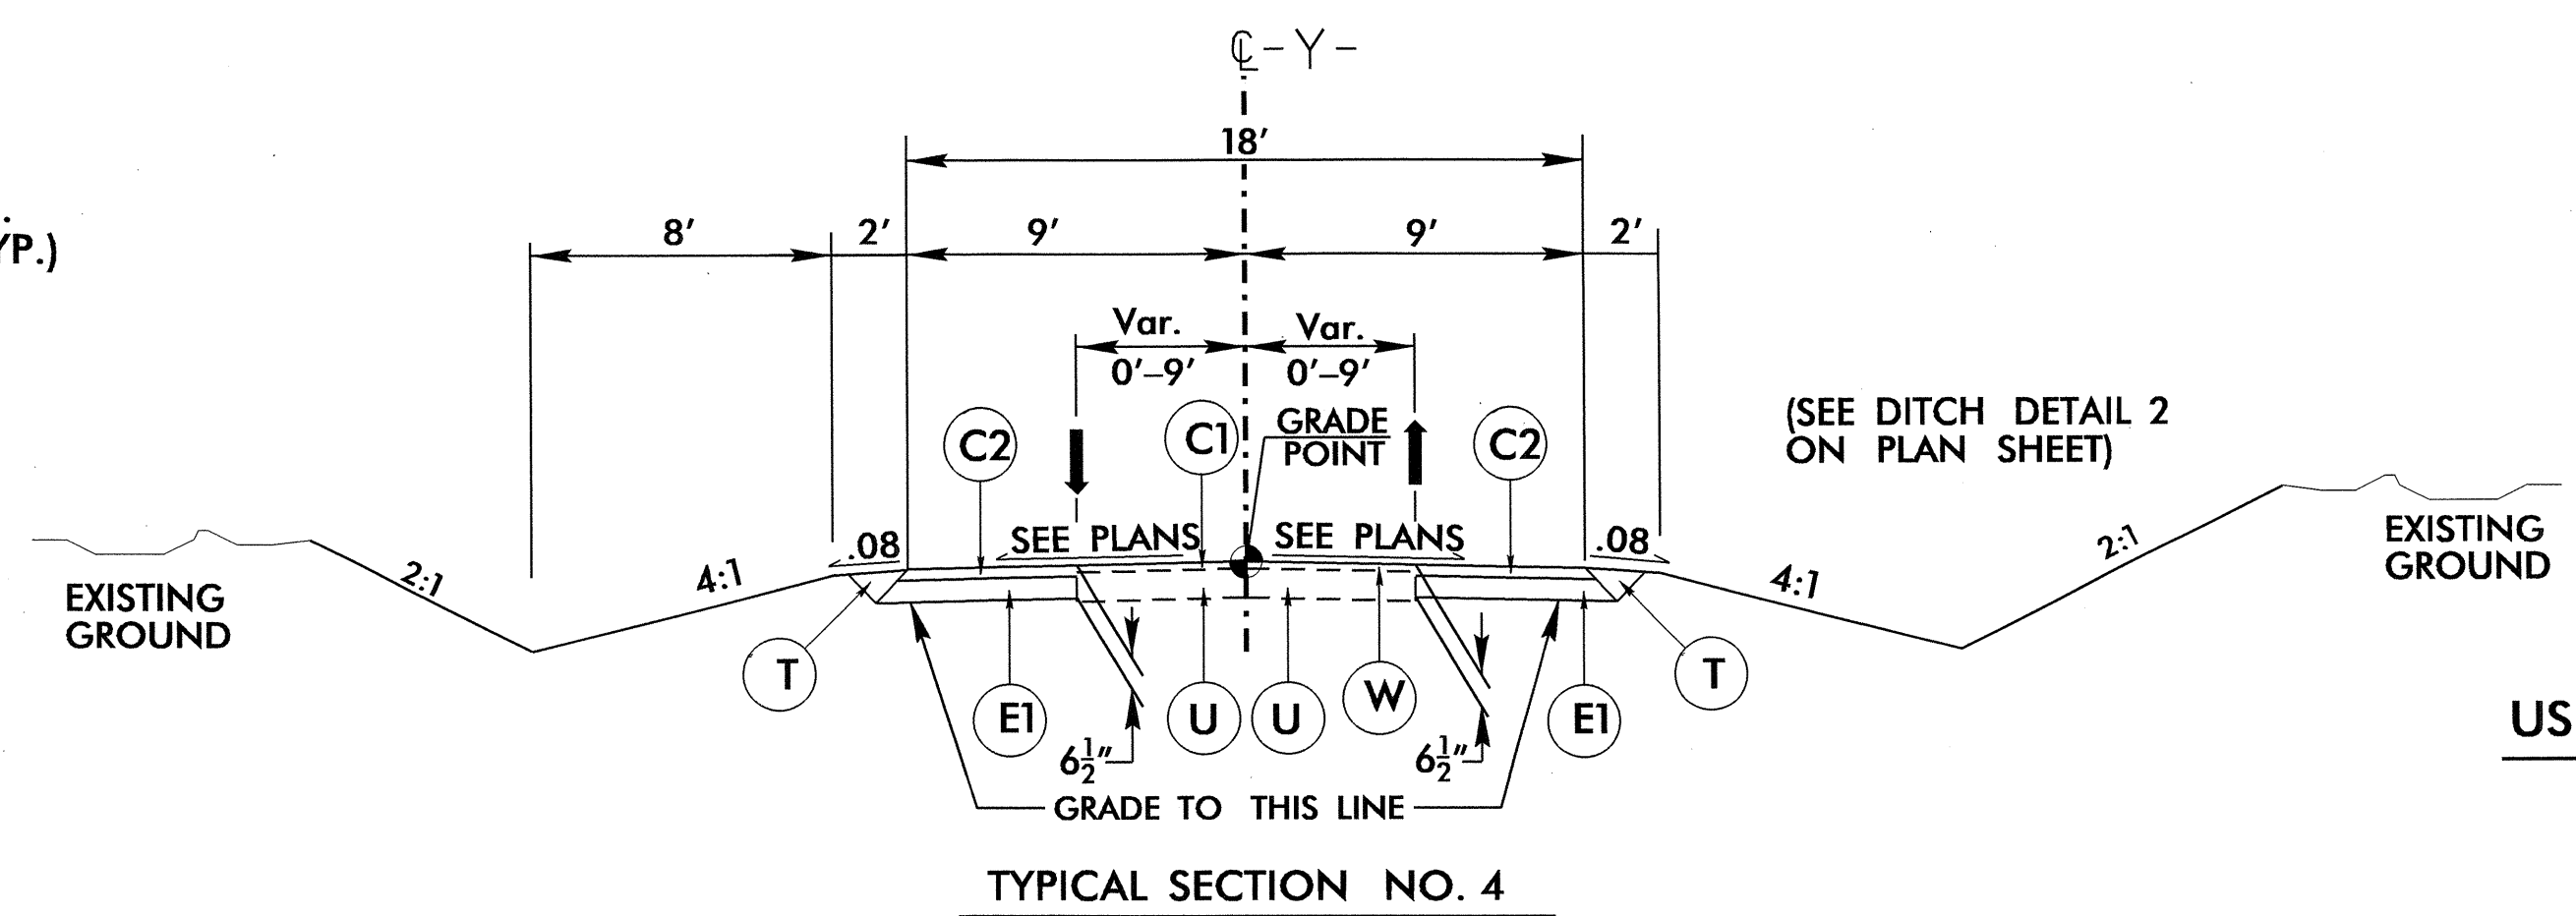 ℄ - Y -
18'
YP.)
8'
2'
9'
9'
2'
Var.
0'–9'
Var.
0'–9'
C2
C1
GRADE
POINT
C2
(SEE DITCH DETAIL 2
ON PLAN SHEET)
.08
SEE PLANS
SEE PLANS
.08
EXISTING
GROUND
2:1
4:1
4:1
2:1
EXISTING
GROUND
T
E1
U
U
W
E1
T
6½"
6½"
US
GRADE TO THIS LINE
TYPICAL SECTION NO. 4